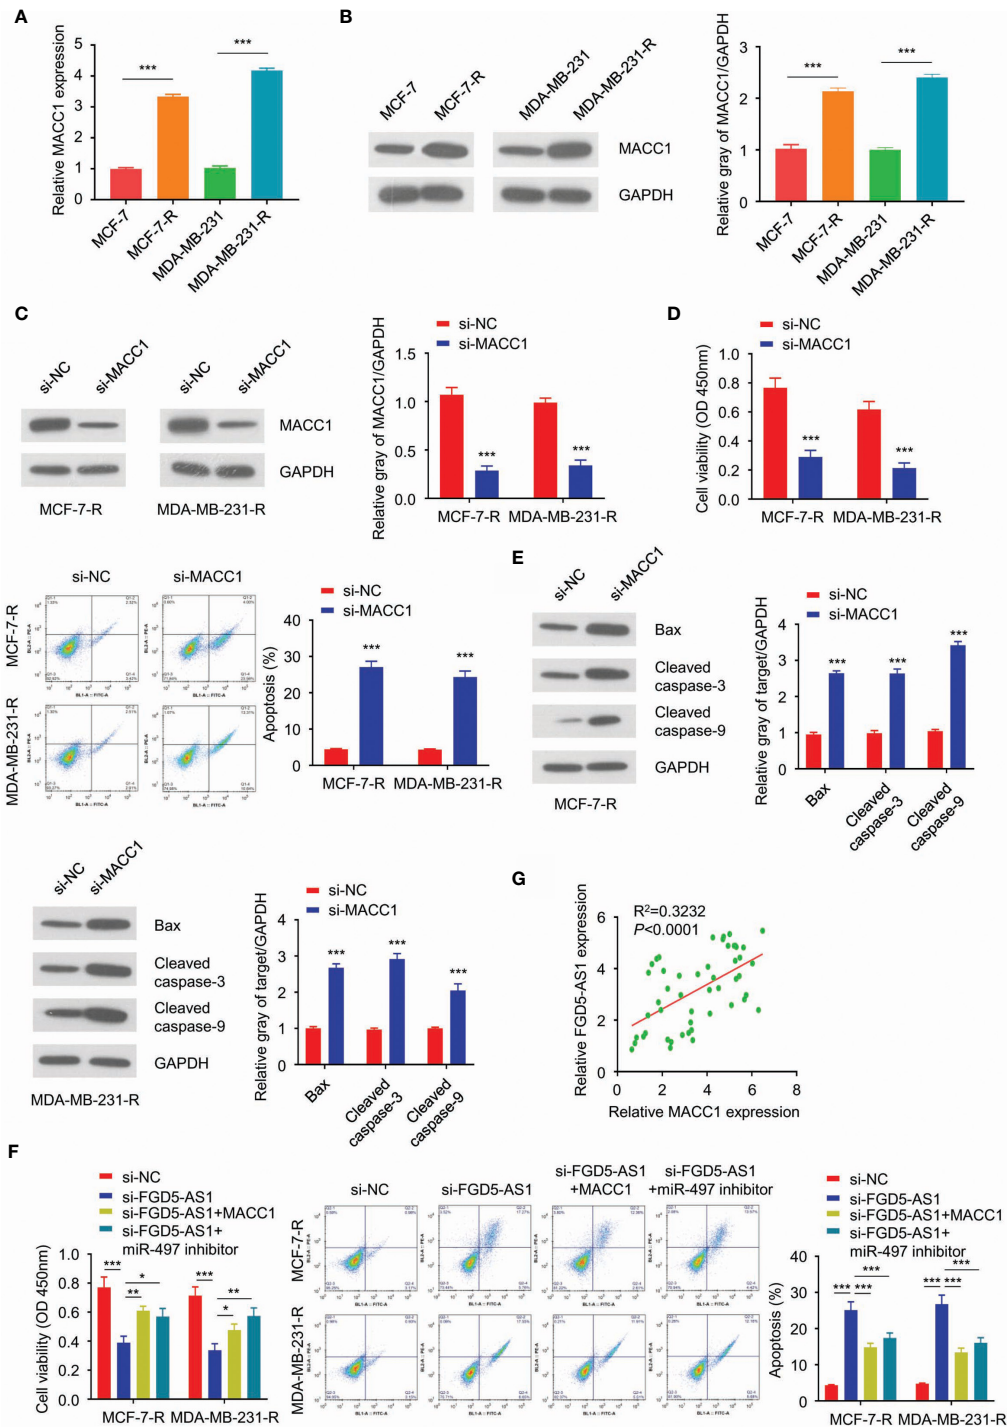 A
Relative MACC1 expression
5
4
3
2
1
0
***
***
MCF-7
MCF-7-R
MDA-MB-231
MDA-MB-231-R
B
MCF-7
MCF-7-R
MDA-MB-231
MDA-MB-231-R
MACC1
GAPDH
Relative gray of MACC1/GAPDH
3
2
1
0
***
***
MCF-7
MCF-7-R
MDA-MB-231
MDA-MB-231-R
C
si-NC
si-MACC1
si-NC
si-MACC1
MACC1
GAPDH
MCF-7-R
MDA-MB-231-R
si-NC
si-MACC1
Relative gray of MACC1/GAPDH
1.5
1.0
0.5
0.0
***
***
MCF-7-R
MDA-MB-231-R
D
si-NC
si-MACC1
Cell viability (OD 450nm)
1.0
0.8
0.6
0.4
0.2
0.0
***
***
MCF-7-R
MDA-MB-231-R
si-NC
si-MACC1
MCF-7-R
MDA-MB-231-R
BL1-A :: FITC-A
BL1-A :: FITC-A
si-NC
si-MACC1
Apoptosis (%)
40
30
20
10
0
***
***
MCF-7-R
MDA-MB-231-R
E
si-NC
si-MACC1
Bax
Cleaved
caspase-3
Cleaved
caspase-9
GAPDH
MCF-7-R
si-NC
si-MACC1
Relative gray of target/GAPDH
4
3
2
1
0
***
***
***
Bax
Cleaved
caspase-3
Cleaved
caspase-9
si-NC
si-MACC1
Bax
Cleaved
caspase-3
Cleaved
caspase-9
GAPDH
MDA-MB-231-R
si-NC
si-MACC1
Relative gray of target/GAPDH
4
3
2
1
0
***
***
***
Bax
Cleaved
caspase-3
Cleaved
caspase-9
G
R²=0.3232
P<0.0001
Relative FGD5-AS1 expression
6
4
2
0
0
2
4
6
8
Relative MACC1 expression
F
si-NC
si-FGD5-AS1
si-FGD5-AS1+MACC1
si-FGD5-AS1+
miR-497 inhibitor
Cell viability (OD 450nm)
1.0
0.8
0.6
0.4
0.2
0.0
***
*
**
***
**
*
MCF-7-R
MDA-MB-231-R
si-NC
si-FGD5-AS1
si-FGD5-AS1
+MACC1
si-FGD5-AS1
+miR-497 inhibitor
MCF-7-R
MDA-MB-231-R
si-NC
si-FGD5-AS1
si-FGD5-AS1+MACC1
si-FGD5-AS1+
miR-497 inhibitor
Apoptosis (%)
40
30
20
10
0
***
***
***
***
***
***
MCF-7-R
MDA-MB-231-R